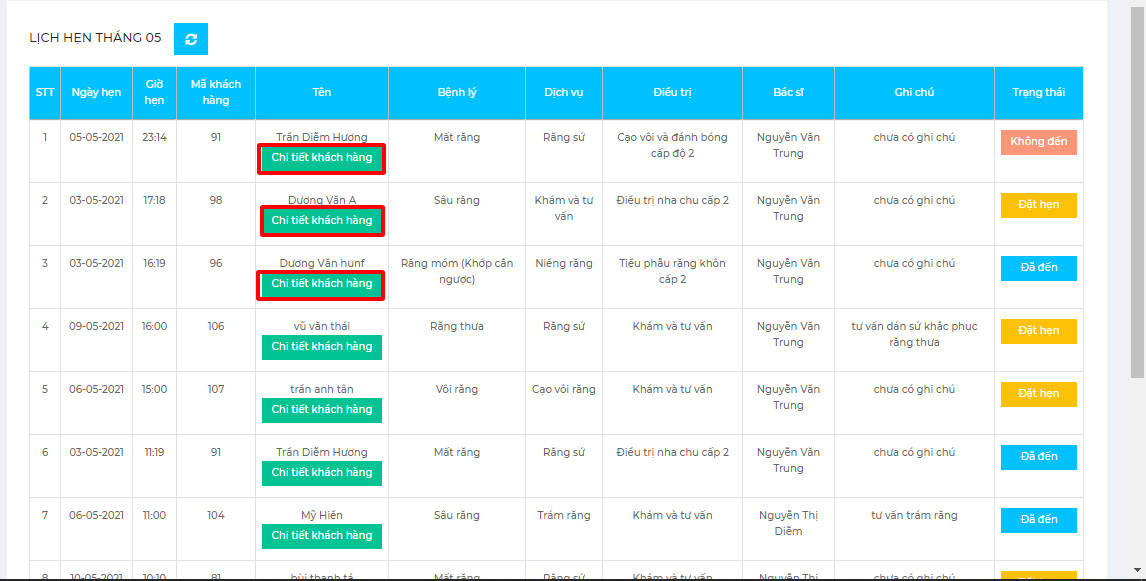 LỊCH HẸN THÁNG 05
STT Ngày hẹn Giờ hẹn Mã khách hàng Tên Bệnh lý Dịch vụ Điều trị Bác sĩ Ghi chú Trạng thái
1 05-05-2021 23:14 91 Trần Diễm Hương Mất răng Răng sứ Cạo vôi và đánh bóng cấp độ 2 Nguyễn Văn Trung chưa có ghi chú Không đến
Chi tiết khách hàng
2 03-05-2021 17:18 98 Dương Văn A Sâu răng Khám và tư vấn Điều trị nha chu cấp 2 Nguyễn Văn Trung chưa có ghi chú Đặt hẹn
Chi tiết khách hàng
3 03-05-2021 16:19 96 Dương Văn hunf Răng móm (Khớp cắn ngược) Niềng răng Tiểu phẫu răng khôn cấp 2 Nguyễn Văn Trung chưa có ghi chú Đã đến
Chi tiết khách hàng
4 09-05-2021 16:00 106 vũ văn thái Răng thưa Răng sứ Khám và tư vấn Nguyễn Văn Trung tư vấn dán sứ khắc phục răng thưa Đặt hẹn
Chi tiết khách hàng
5 06-05-2021 15:00 107 trần anh tân Vôi răng Cạo vôi răng Khám và tư vấn Nguyễn Văn Trung chưa có ghi chú Đặt hẹn
Chi tiết khách hàng
6 03-05-2021 11:19 91 Trần Diễm Hương Mất răng Răng sứ Điều trị nha chu cấp 2 Nguyễn Văn Trung chưa có ghi chú Đã đến
Chi tiết khách hàng
7 06-05-2021 11:00 104 Mỹ Hiền Sâu răng Trám răng Khám và tư vấn Nguyễn Thị Diễm tư vấn trám răng Đã đến
Chi tiết khách hàng
8 10-05-2021 10:10 81 bùi thanh tá Mất răng Răng sứ Khám và tư vấn Nguyễn Thị chưa có ghi chú